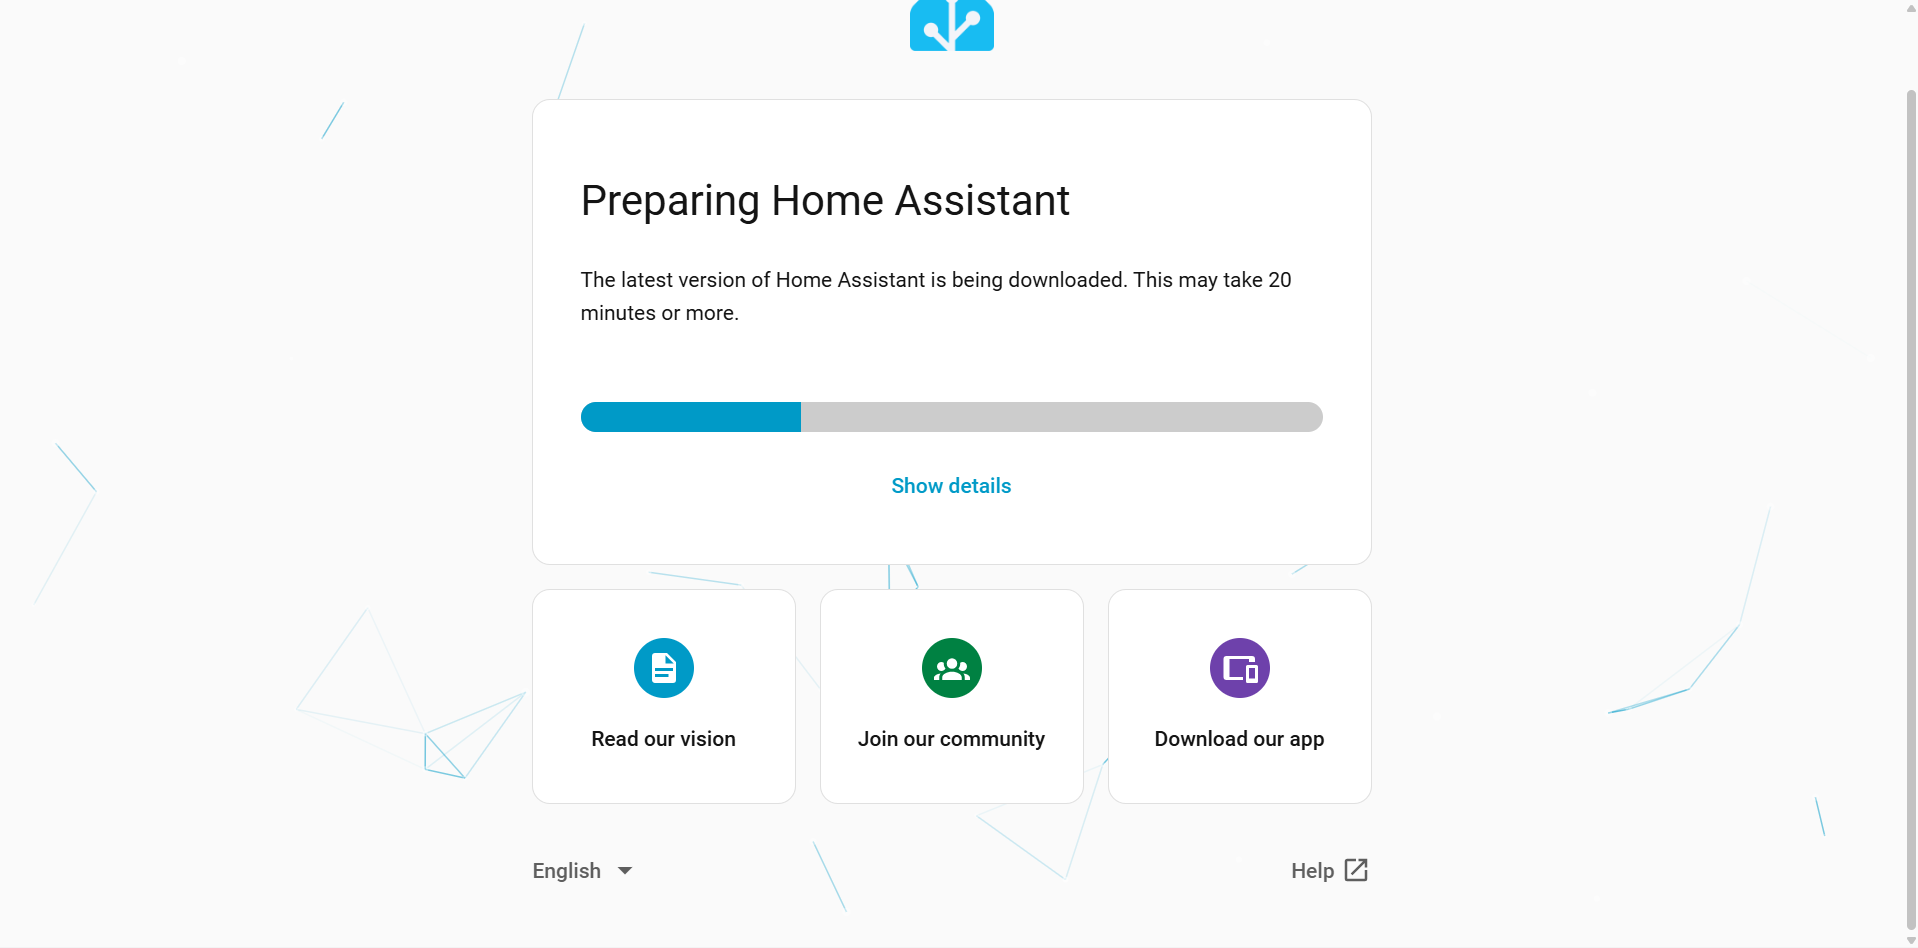 Preparing Home Assistant
The latest version of Home Assistant is being downloaded. This may take 20
minutes or more.
Show details
Read our vision
Join our community
Download our app
English
Help